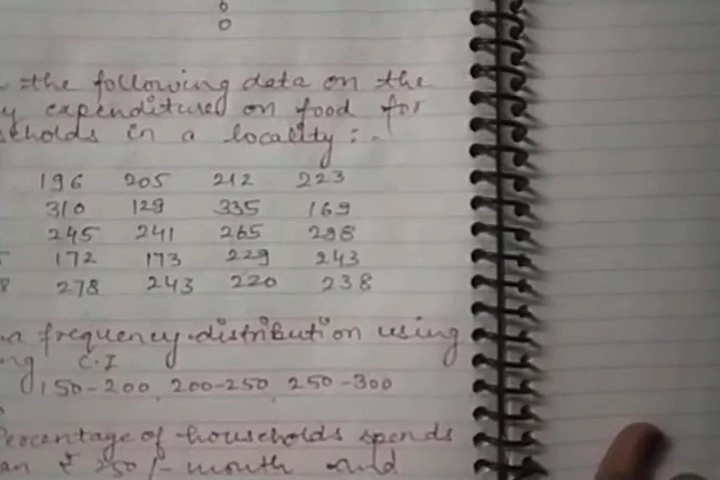 the following data on the
y expenditure on food for
seholds in a locality :-
196 205 212 223
310 129 335 169
245 241 265 298
172 173 229 243
8 278 243 220 238
a frequency distribution using
ng C.I
150-200, 200-250, 250-300
Percentage of households spends
an ₹ 250/- month and